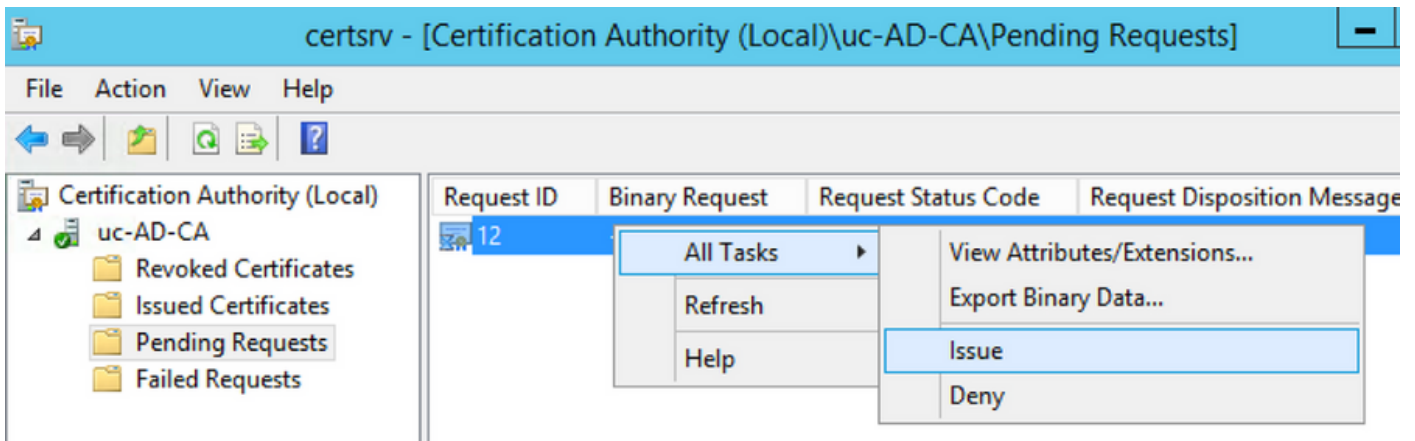 certsrv - [Certification Authority (Local)\uc-AD-CA\Pending Requests]
File Action View Help
Certification Authority (Local)
uc-AD-CA
Revoked Certificates
Issued Certificates
Pending Requests
Failed Requests
Request ID Binary Request Request Status Code Request Disposition Message
12
All Tasks
Refresh
Help
View Attributes/Extensions...
Export Binary Data...
Issue
Deny